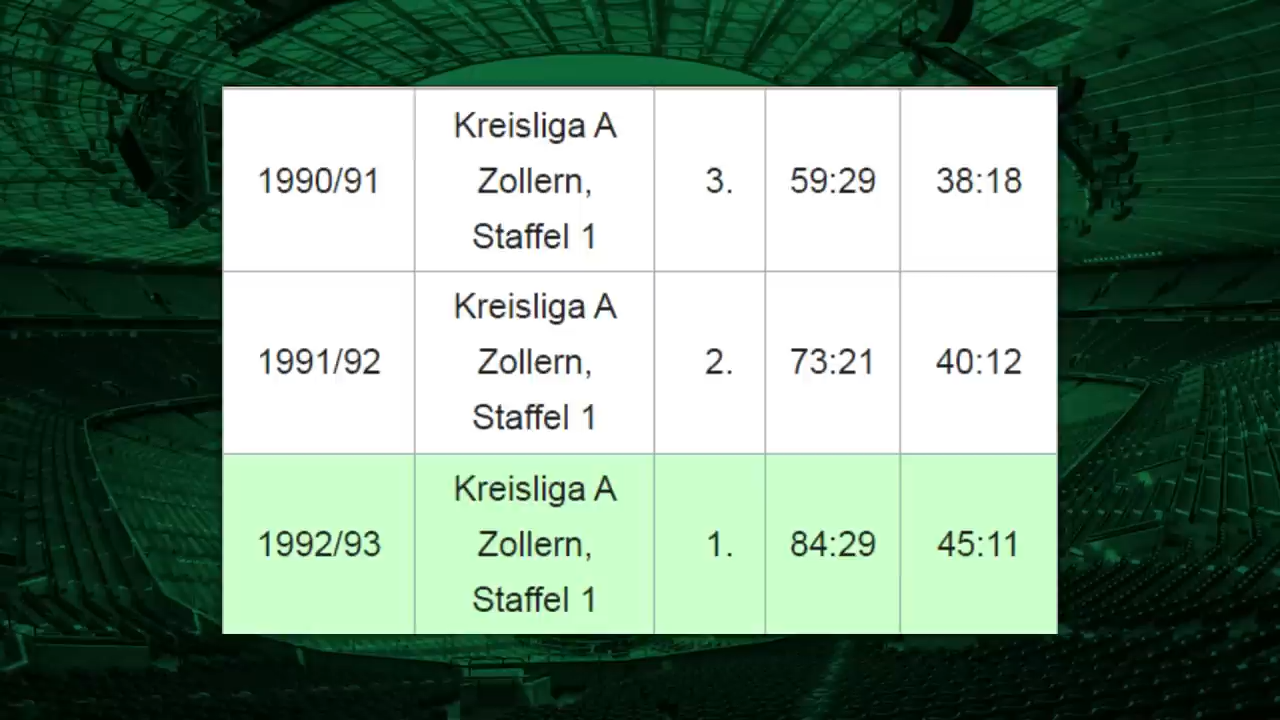 1990/91
Kreisliga A
Zollern,
Staffel 1
3.
59:29
38:18
1991/92
Kreisliga A
Zollern,
Staffel 1
2.
73:21
40:12
1992/93
Kreisliga A
Zollern,
Staffel 1
1.
84:29
45:11